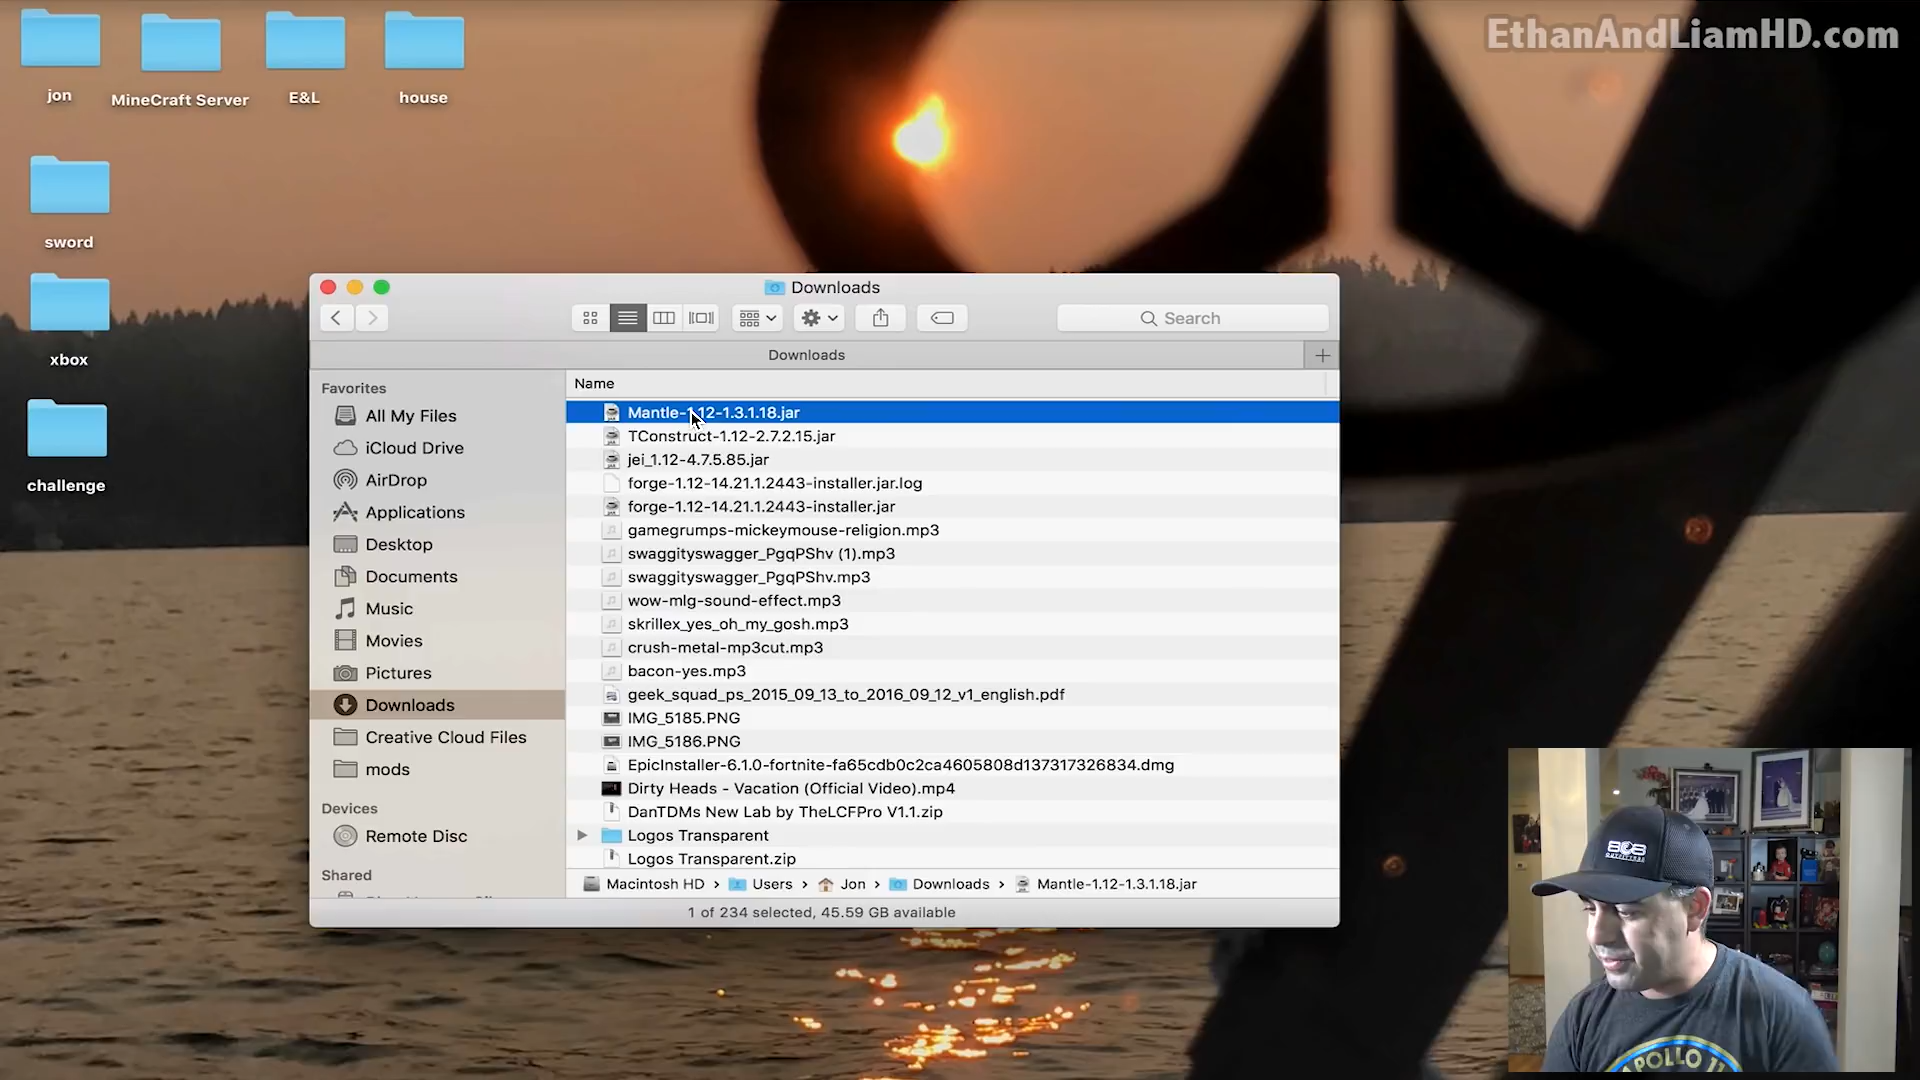 EthanAndLiamHD.com
jon
MineCraft Server
E&L
house
sword
xbox
challenge
Downloads
Search
Downloads
Favorites
All My Files
iCloud Drive
AirDrop
Applications
Desktop
Documents
Music
Movies
Pictures
Downloads
Creative Cloud Files
mods
Devices
Remote Disc
Shared
Name
Mantle-1.12-1.3.1.18.jar
TConstruct-1.12-2.7.2.15.jar
jei_1.12-4.7.5.85.jar
forge-1.12-14.21.1.2443-installer.jar.log
forge-1.12-14.21.1.2443-installer.jar
gamegrumps-mickeymouse-religion.mp3
swaggityswagger_PgqPShv (1).mp3
swaggityswagger_PgqPShv.mp3
wow-mlg-sound-effect.mp3
skrillex_yes_oh_my_gosh.mp3
crush-metal-mp3cut.mp3
bacon-yes.mp3
geek_squad_ps_2015_09_13_to_2016_09_12_v1_english.pdf
IMG_5185.PNG
IMG_5186.PNG
EpicInstaller-6.1.0-fortnite-fa65cdb0c2ca4605808d137317326834.dmg
Dirty Heads - Vacation (Official Video).mp4
DanTDMs New Lab by TheLCFPro V1.1.zip
Logos Transparent
Logos Transparent.zip
Macintosh HD › Users › Jon › Downloads › Mantle-1.12-1.3.1.18.jar
1 of 234 selected, 45.59 GB available
808
APOLLO 11